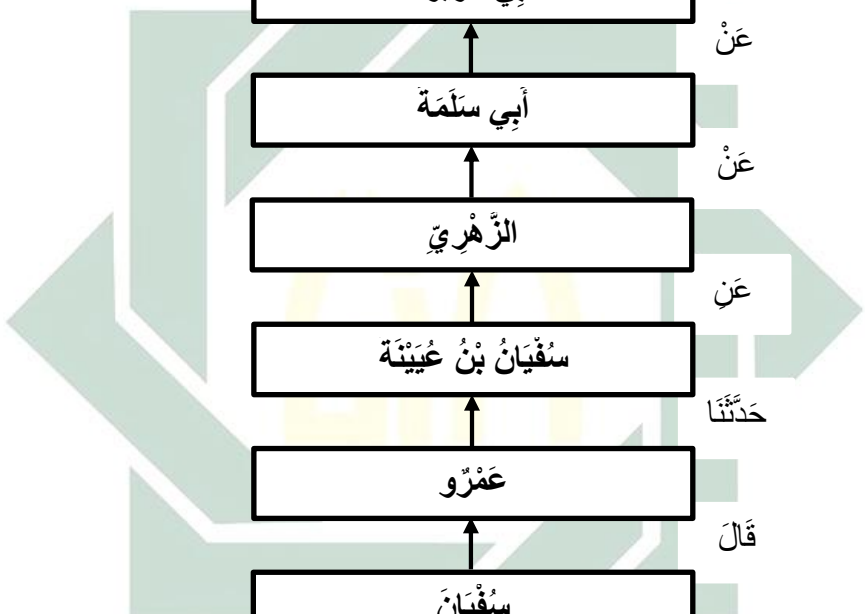 عَنْ
أَبِي سَلَمَةَ
عَنْ
الزُّهْرِيِّ
عَنِ
سُفْيَانُ بْنُ عُيَيْنَة
حَدَّثَنَا
عَمْرٌو
قَالَ
سُفْيَانَ